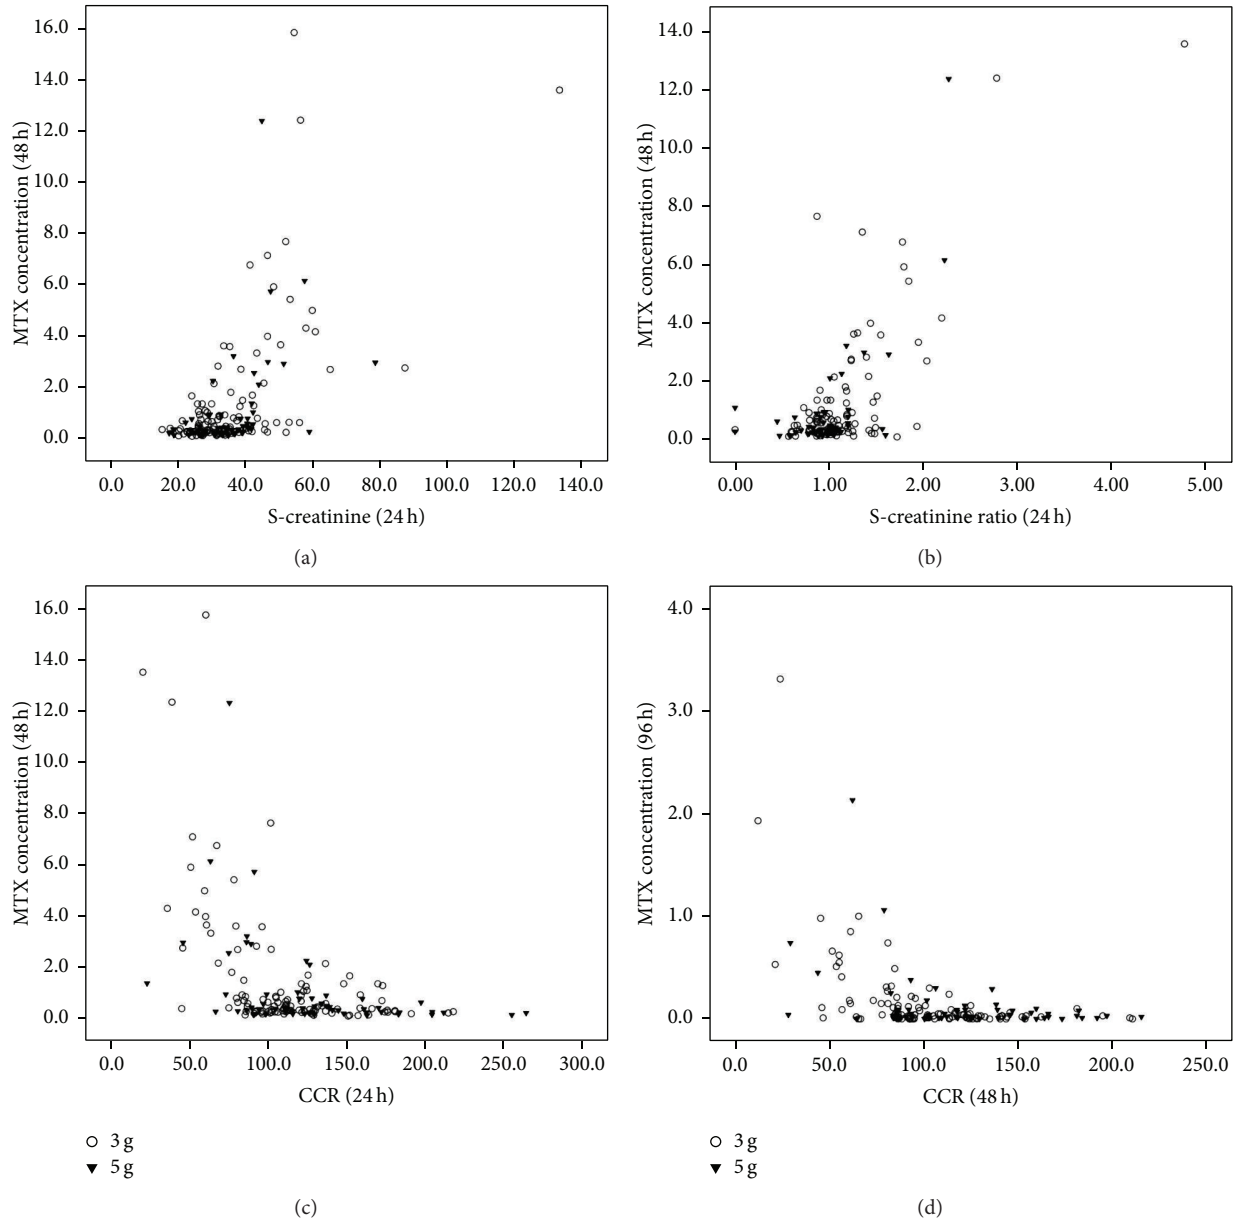 16.0
14.0
12.0
10.0
8.0
6.0
4.0
2.0
0.0
MTX concentration (48 h)
0.0 20.0 40.0 60.0 80.0 100.0 120.0 140.0
S-creatinine (24 h)
(a)
14.0
12.0
10.0
8.0
6.0
4.0
2.0
0.0
MTX concentration (48 h)
0.00 1.00 2.00 3.00 4.00 5.00
S-creatinine ratio (24 h)
(b)
16.0
14.0
12.0
10.0
8.0
6.0
4.0
2.0
0.0
MTX concentration (48 h)
0.0 50.0 100.0 150.0 200.0 250.0 300.0
CCR (24 h)
3 g
5 g
(c)
4.0
3.0
2.0
1.0
0.0
MTX concentration (96 h)
0.0 50.0 100.0 150.0 200.0 250.0
CCR (48 h)
3 g
5 g
(d)